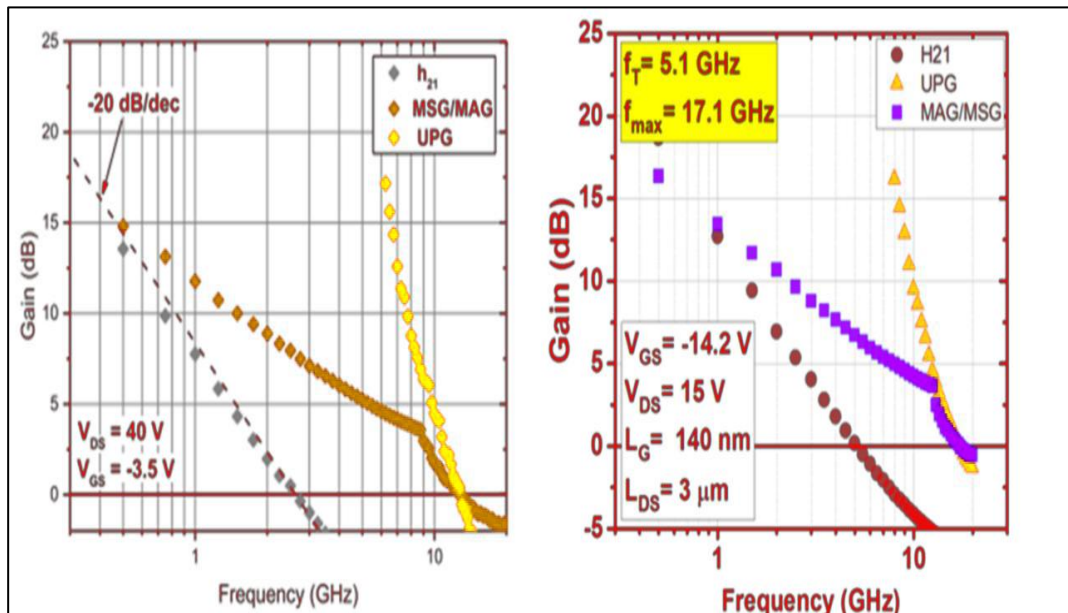 25
20
15
10
5
0
Gain (dB)
-20 dB/dec
h21
MSG/MAG
UPG
VDS = 40 V
VGS = -3.5 V
1
10
Frequency (GHz)
25
20
15
10
5
0
-5
Gain (dB)
fT= 5.1 GHz
fmax = 17.1 GHz
H21
UPG
MAG/MSG
VGS= -14.2 V
VDS= 15 V
LG= 140 nm
LDS= 3 μm
1
10
Frequency (GHz)